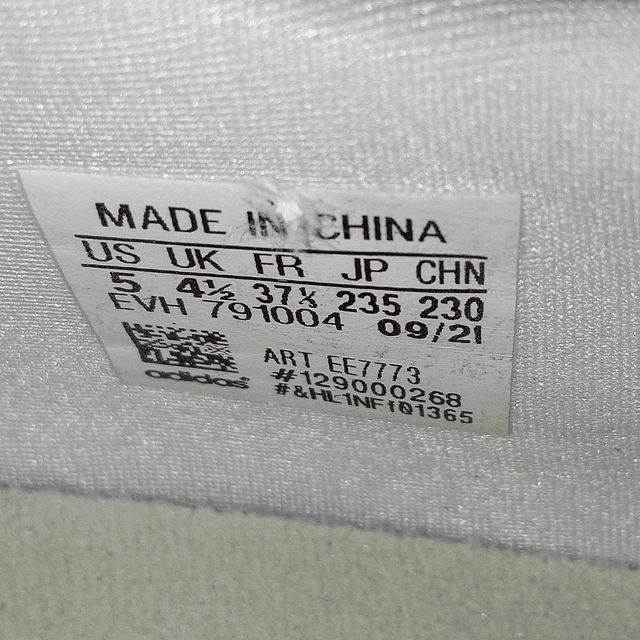 MADE IN CHINA
US UK FR JP CHN
5 4½ 37⅓ 235 230
EVH 791004 09/21
ART EE7773
#129000268
#&HL1NF101365
adidas